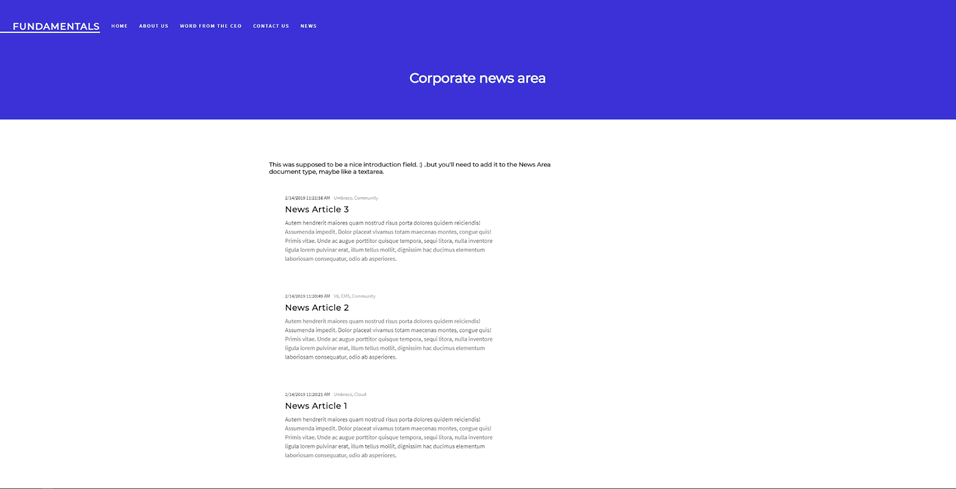 FUNDAMENTALS HOME ABOUT US WORD FROM THE CEO CONTACT US NEWS
Corporate news area
This was supposed to be a nice introduction field. :) ..but you'll need to add it to the News Area
document type, maybe like a textarea.
2/14/2019 11:21:16 AM Umbraco, Community
News Article 3
Autem hendrerit maiores quam nostrud risus porta dolores quidem reiciendis!
Assumenda impedit. Dolor placeat vivamus totam maecenas montes, congue quis!
Primis vitae. Unde ac augue porttitor quisque tempora, sequi litora, nulla inventore
ligula lorem pulvinar erat, illum tellus mollit, dignissim hac ducimus elementum
laboriosam consequatur, odio ab asperiores.
2/14/2019 11:20:49 AM V8, CMS, Community
News Article 2
Autem hendrerit maiores quam nostrud risus porta dolores quidem reiciendis!
Assumenda impedit. Dolor placeat vivamus totam maecenas montes, congue quis!
Primis vitae. Unde ac augue porttitor quisque tempora, sequi litora, nulla inventore
ligula lorem pulvinar erat, illum tellus mollit, dignissim hac ducimus elementum
laboriosam consequatur, odio ab asperiores.
2/14/2019 11:20:21 AM Umbraco, Cloud
News Article 1
Autem hendrerit maiores quam nostrud risus porta dolores quidem reiciendis!
Assumenda impedit. Dolor placeat vivamus totam maecenas montes, congue quis!
Primis vitae. Unde ac augue porttitor quisque tempora, sequi litora, nulla inventore
ligula lorem pulvinar erat, illum tellus mollit, dignissim hac ducimus elementum
laboriosam consequatur, odio ab asperiores.